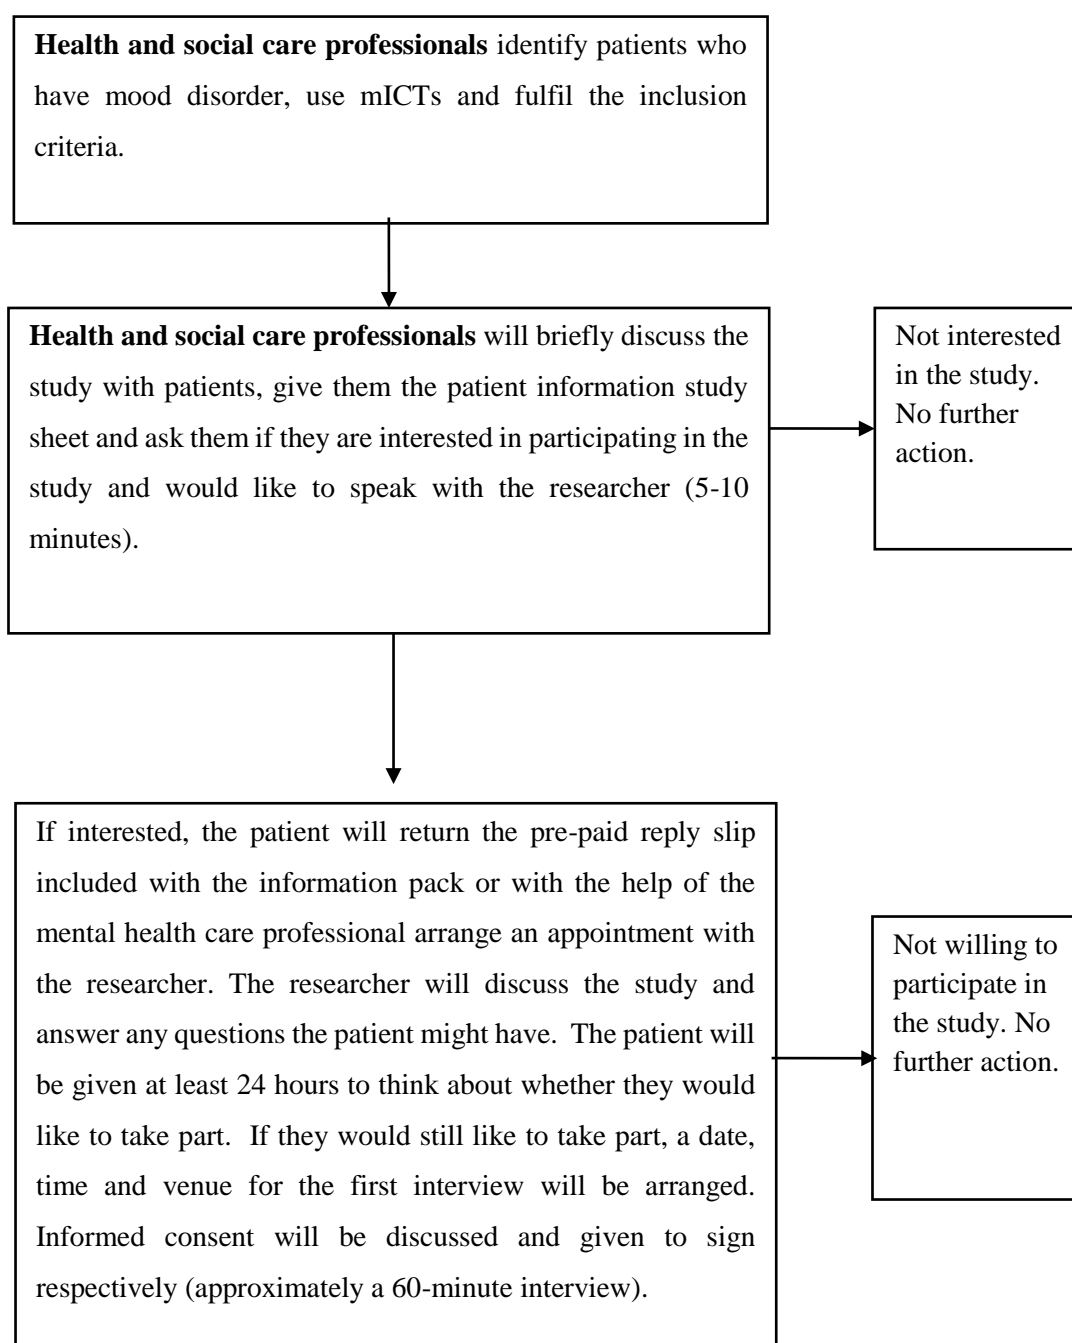 Health and social care professionals identify patients who
have mood disorder, use mICTs and fulfil the inclusion
criteria.
Health and social care professionals will briefly discuss the
study with patients, give them the patient information study
sheet and ask them if they are interested in participating in the
study and would like to speak with the researcher (5-10
minutes).
Not interested
in the study.
No further
action.
If interested, the patient will return the pre-paid reply slip
included with the information pack or with the help of the
mental health care professional arrange an appointment with
the researcher. The researcher will discuss the study and
answer any questions the patient might have. The patient will
be given at least 24 hours to think about whether they would
like to take part. If they would still like to take part, a date,
time and venue for the first interview will be arranged.
Informed consent will be discussed and given to sign
respectively (approximately a 60-minute interview).
Not willing to
participate in
the study. No
further action.